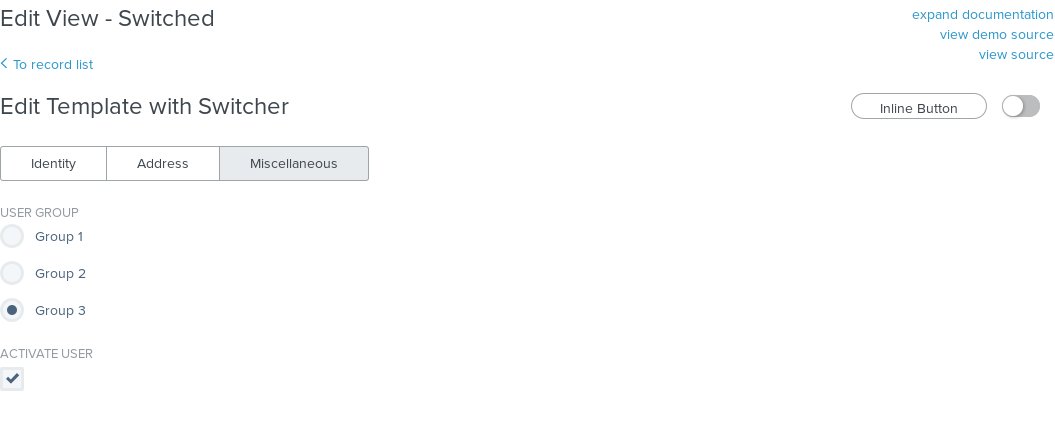 Edit View - Switched
expand documentation
view demo source
view source
To record list
Edit Template with Switcher
Inline Button
Identity
Address
Miscellaneous
USER GROUP
Group 1
Group 2
Group 3
ACTIVATE USER